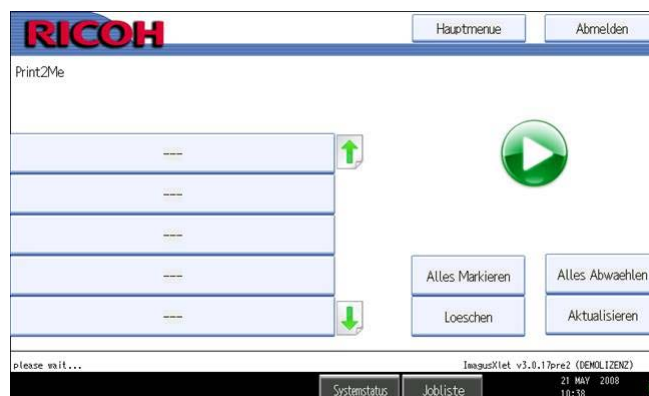 RICOH
Hauptmenue
Abmelden
Print2Me
---
---
---
---
---
Alles Markieren
Alles Abwaehlen
Loeschen
Aktualisieren
please wait...
ImagusXlet v3.0.17pre2 (DEMOLIZENZ)
Systemstatus
Jobliste
21 MAY 2008
10:38